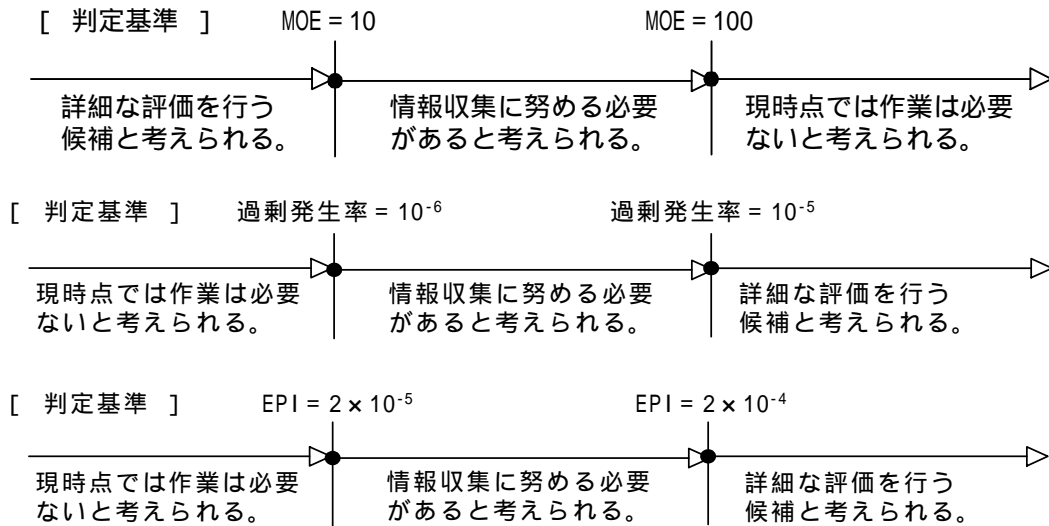 [ 判定基準 ] MOE = 10 MOE = 100
詳細な評価を行う 情報収集に努める必要 現時点では作業は必要
候補と考えられる。 があると考えられる。 ないと考えられる。
[ 判定基準 ] 過剰発生率 = 10⁻⁶ 過剰発生率 = 10⁻⁵
現時点では作業は必要 情報収集に努める必要 詳細な評価を行う
ないと考えられる。 があると考えられる。 候補と考えられる。
[ 判定基準 ] EPI = 2 × 10⁻⁵ EPI = 2 × 10⁻⁴
現時点では作業は必要 情報収集に努める必要 詳細な評価を行う
ないと考えられる。 があると考えられる。 候補と考えられる。